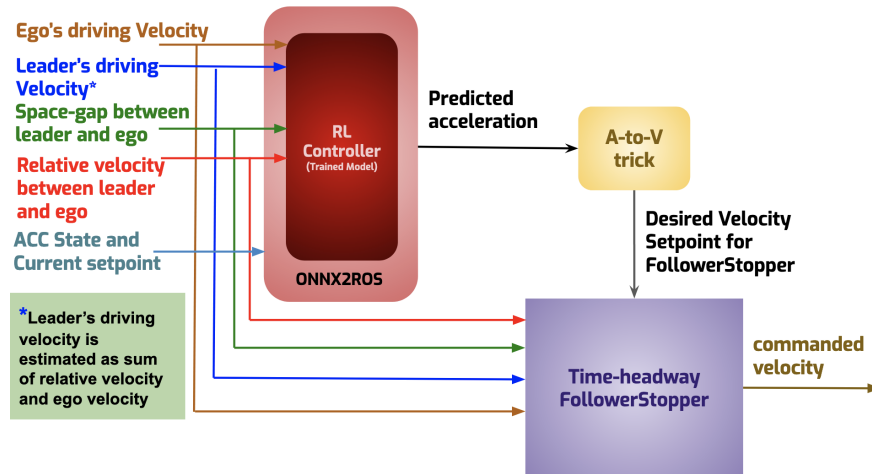 Ego's driving Velocity
Leader's driving
Velocity*
Space-gap between
leader and ego
Relative velocity
between leader
and ego
ACC State and
Current setpoint
RL
Controller
(Trained Model)
ONNX2ROS
Predicted
acceleration
A-to-V
trick
Desired Velocity
Setpoint for
FollowerStopper
*Leader's driving
velocity is
estimated as sum
of relative velocity
and ego velocity
Time-headway
FollowerStopper
commanded
velocity